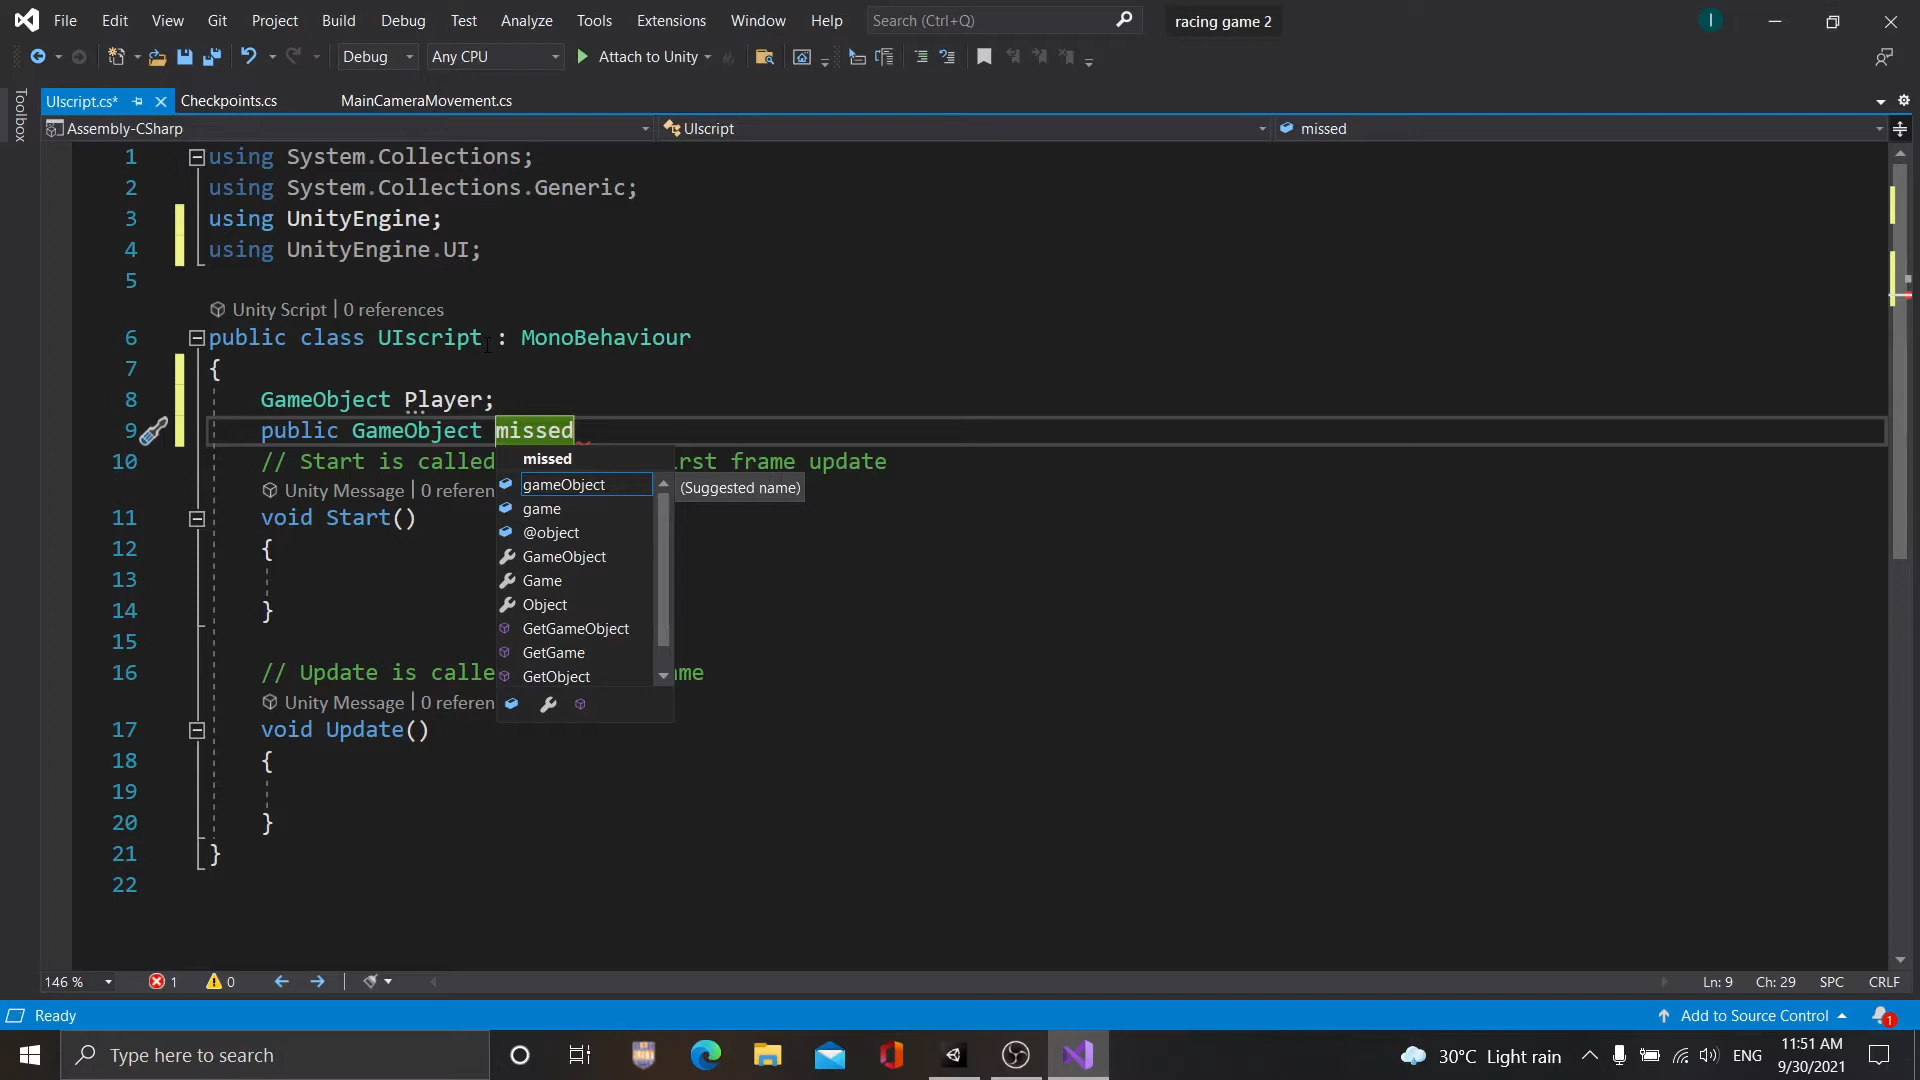 File Edit View Git Project Build Debug Test Analyze Tools Extensions Window Help Search (Ctrl+Q) racing game 2 I
Debug Any CPU Attach to Unity
Toolbox
UIscript.cs* Checkpoints.cs MainCameraMovement.cs
Assembly-CSharp UIscript missed
1 using System.Collections;
2 using System.Collections.Generic;
3 using UnityEngine;
4 using UnityEngine.UI;
5
Unity Script | 0 references
6 public class UIscript : MonoBehaviour
7 {
8 GameObject Player;
9 public GameObject missed
missed
10 // Start is called rst frame update
gameObject (Suggested name)
Unity Message | 0 referen
game
11 void Start()
@object
12 {
GameObject
13
Game
14 }
Object
GetGameObject
15
GetGame
16 // Update is calle me
GetObject
Unity Message | 0 referen
17 void Update()
18 {
19
20 }
21 }
22
146 % 1 0 Ln: 9 Ch: 29 SPC CRLF
Ready Add to Source Control 1
Type here to search 30°C Light rain ENG 11:51 AM
9/30/2021